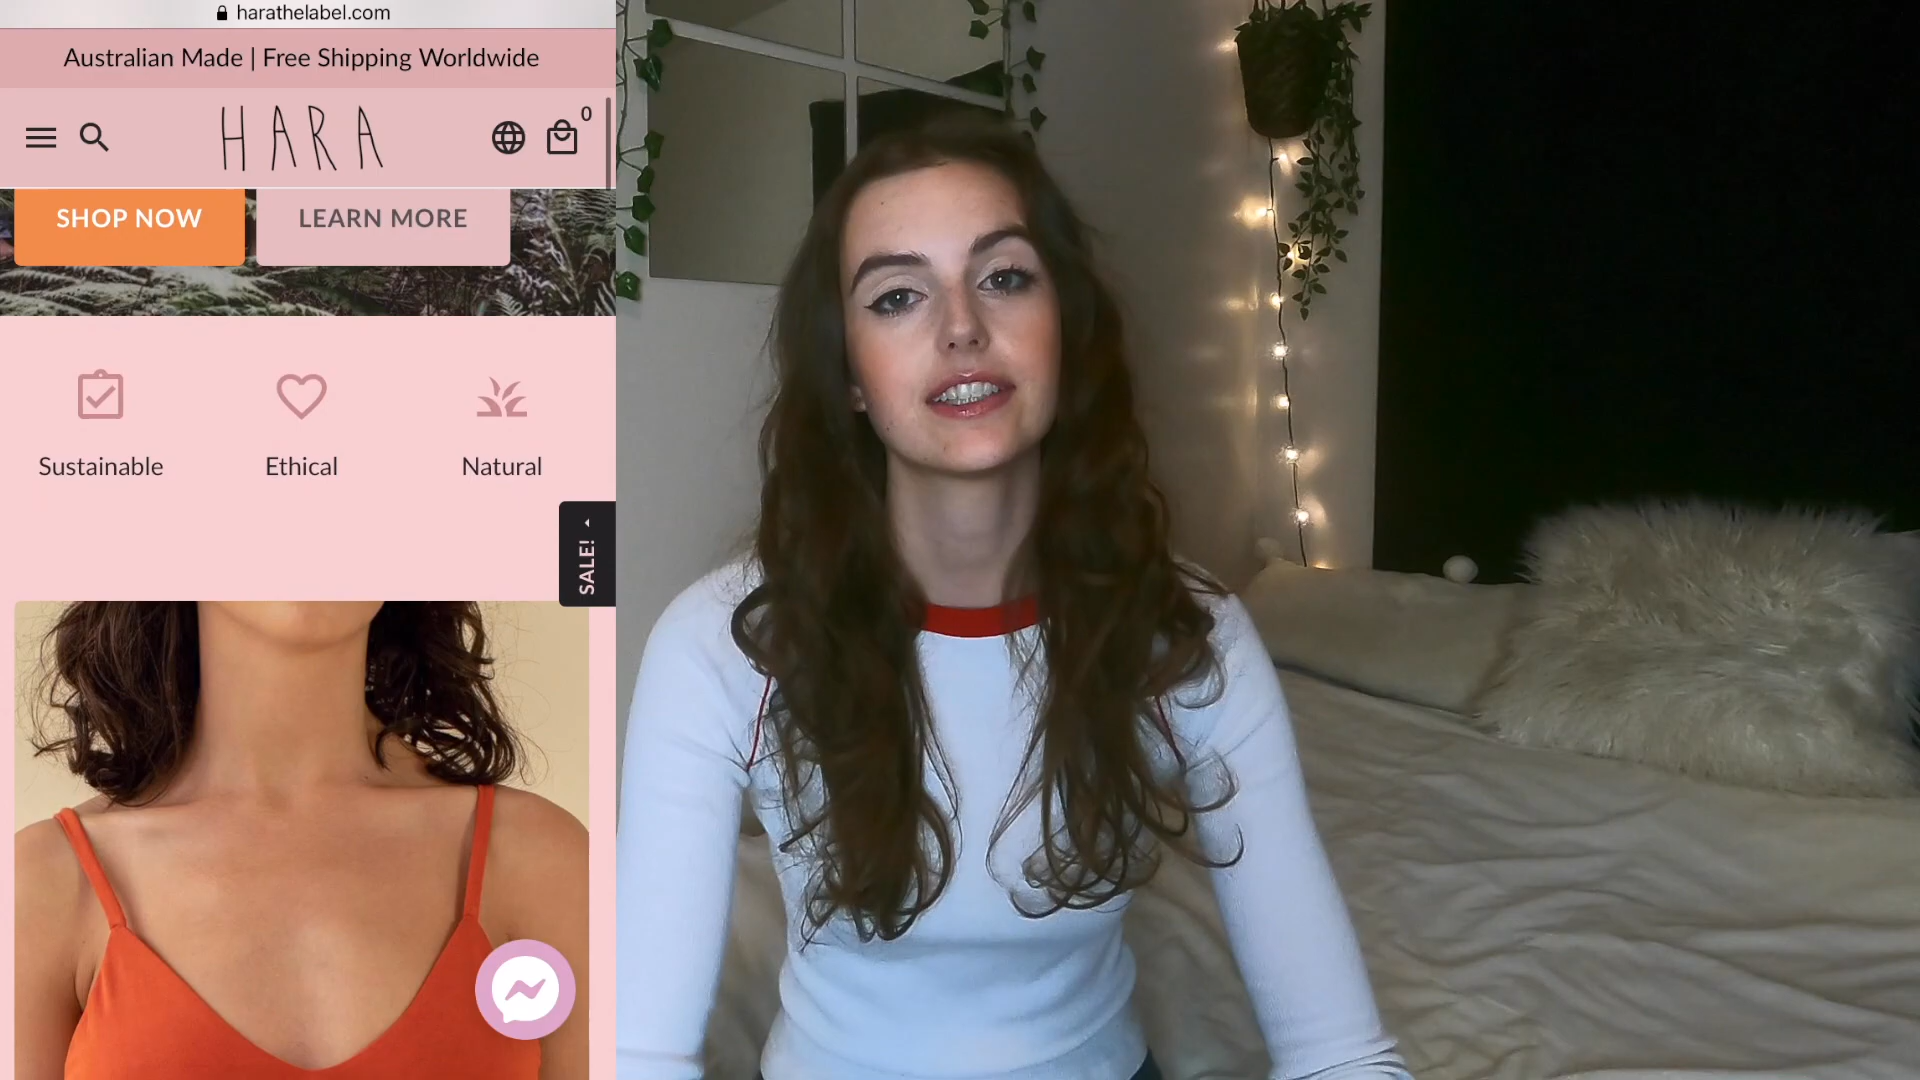 harathelabel.com
Australian Made | Free Shipping Worldwide
HARA
0
SHOP NOW
LEARN MORE
Sustainable
Ethical
Natural
SALE!